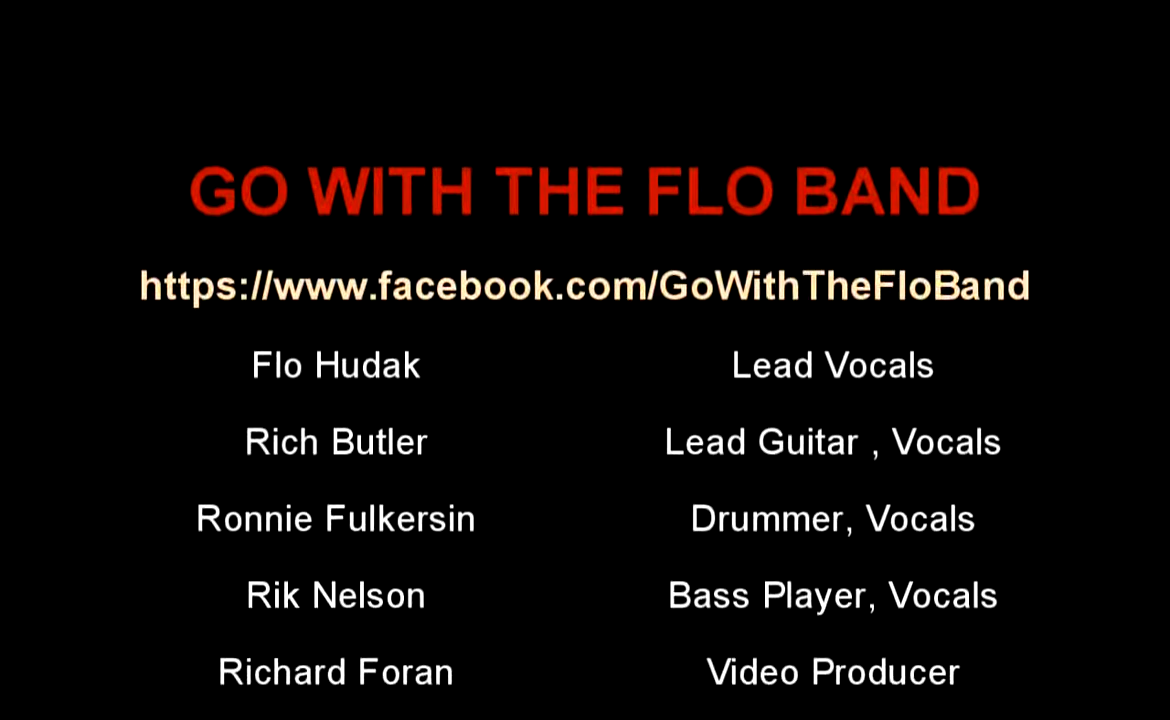 GO WITH THE FLO BAND
https://www.facebook.com/GoWithTheFloBand
Flo Hudak Lead Vocals
Rich Butler Lead Guitar , Vocals
Ronnie Fulkersin Drummer, Vocals
Rik Nelson Bass Player, Vocals
Richard Foran Video Producer